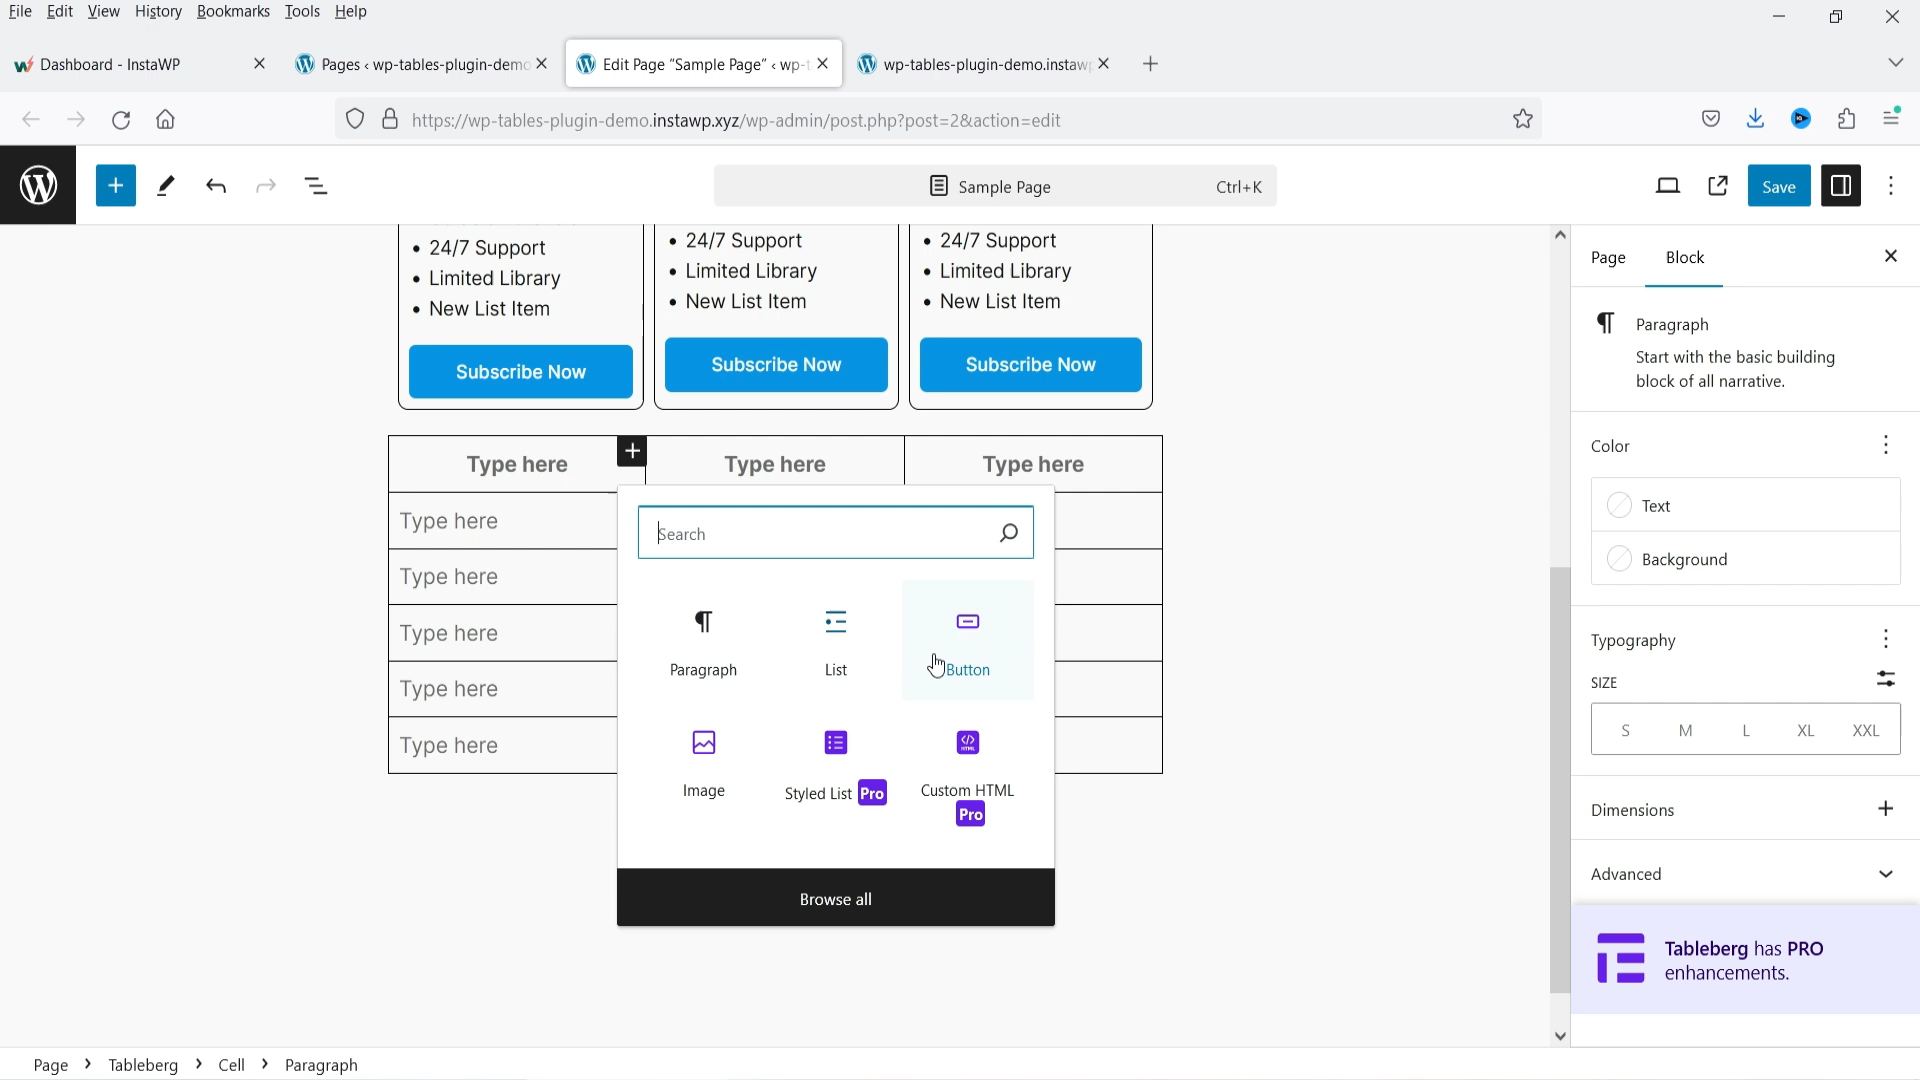 File Edit View History Bookmarks Tools Help
Dashboard - InstaWP
Pages ‹ wp-tables-plugin-demo
Edit Page “Sample Page” ‹ wp-t
wp-tables-plugin-demo.instaw
https://wp-tables-plugin-demo.instawp.xyz/wp-admin/post.php?post=2&action=edit
Sample Page Ctrl+K
Save
• 24/7 Support
• Limited Library
• New List Item
Subscribe Now
• 24/7 Support
• Limited Library
• New List Item
Subscribe Now
• 24/7 Support
• Limited Library
• New List Item
Subscribe Now
Type here Type here Type here
Type here
Type here
Type here
Type here
Type here
Search
Paragraph List Button
Image Styled List Pro Custom HTML
Pro
Browse all
Page Block
Paragraph
Start with the basic building
block of all narrative.
Color
Text
Background
Typography
SIZE
S M L XL XXL
Dimensions
Advanced
Tableberg has PRO
enhancements.
Page › Tableberg › Cell › Paragraph